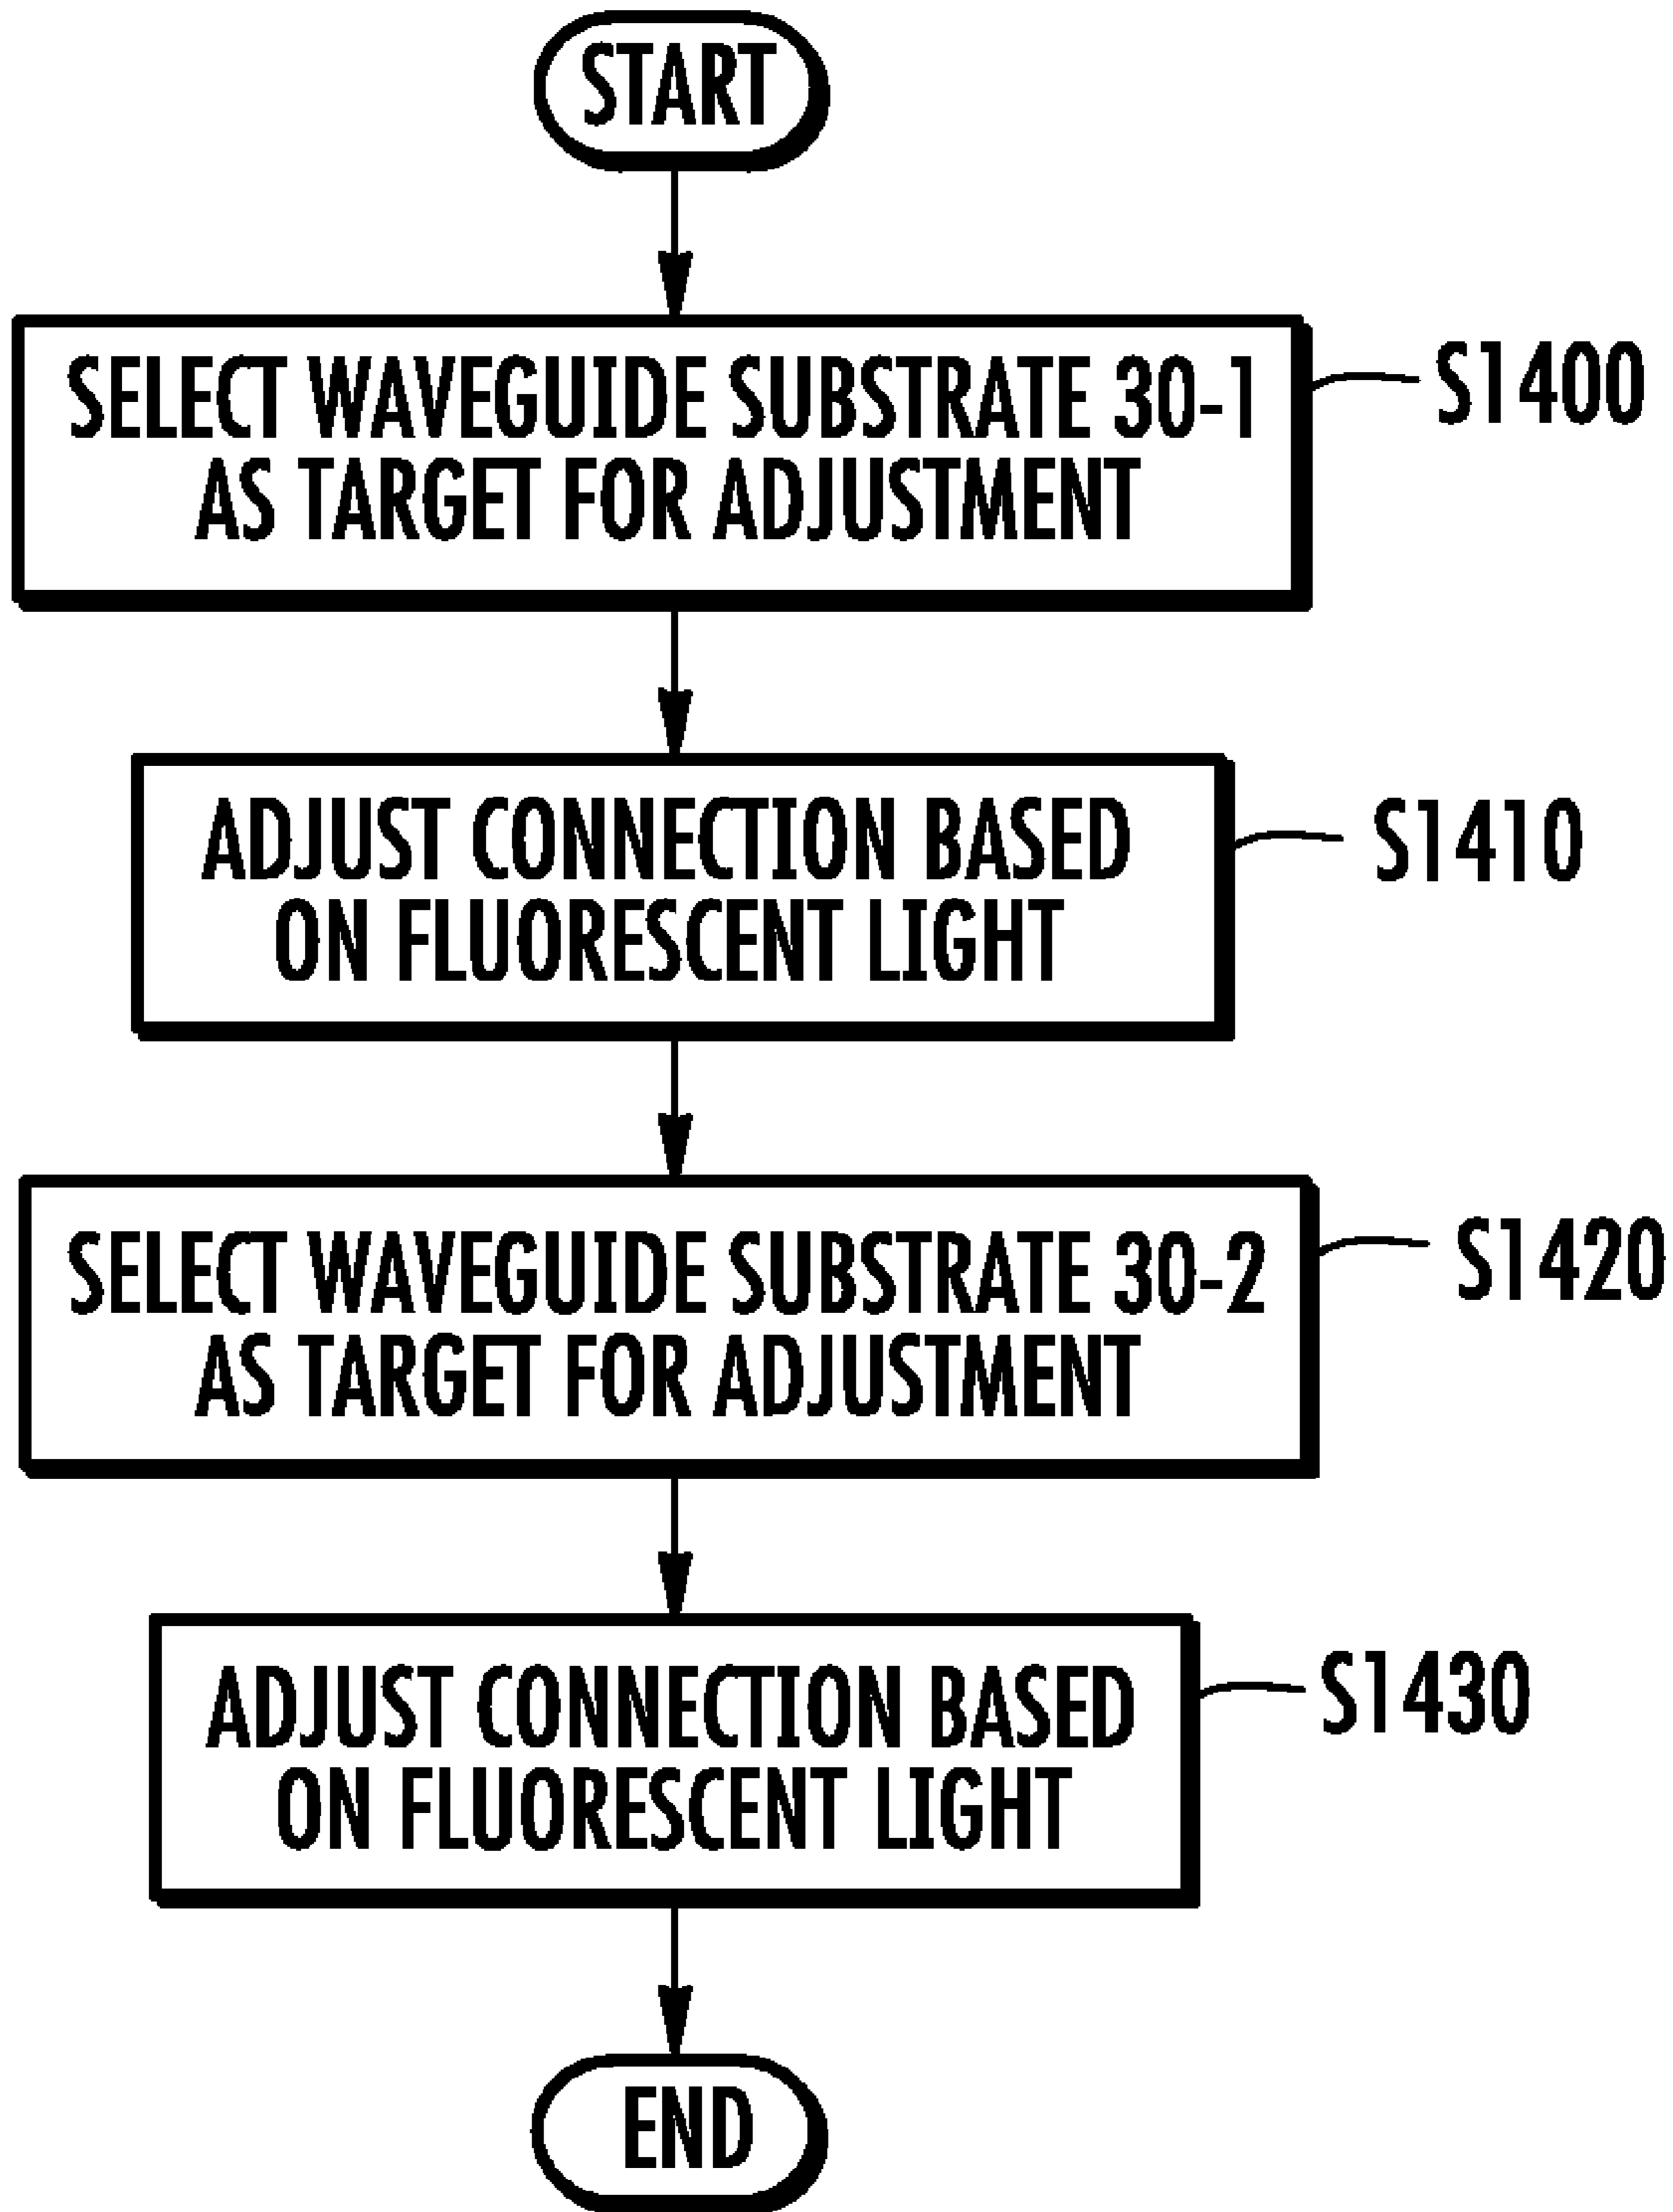 START
SELECT WAVEGUIDE SUBSTRATE 30-1
AS TARGET FOR ADJUSTMENT
S1400
ADJUST CONNECTION BASED
ON FLUORESCENT LIGHT
S1410
SELECT WAVEGUIDE SUBSTRATE 30-2
AS TARGET FOR ADJUSTMENT
S1420
ADJUST CONNECTION BASED
ON FLUORESCENT LIGHT
S1430
END